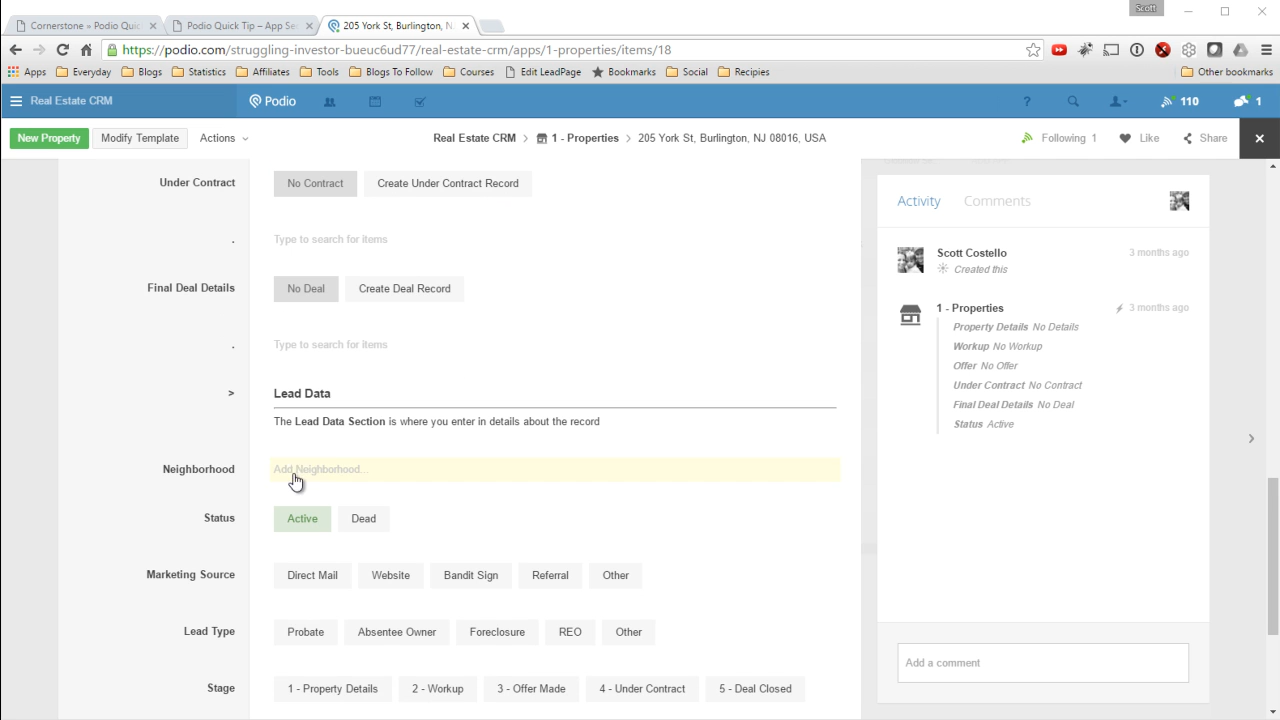 Scott
Cornerstone » Podio Quic
Podio Quick Tip – App Se
205 York St, Burlington, N
https://podio.com/struggling-investor-bueuc6ud77/real-estate-crm/apps/1-properties/items/18
Apps Everyday Blogs Statistics Affiliates Tools Blogs To Follow Courses Edit LeadPage Bookmarks Social Recipies Other bookmarks
Real Estate CRM Podio ? 110 1
New Property Modify Template Actions Real Estate CRM > 1 - Properties > 205 York St, Burlington, NJ 08016, USA Following 1 Like Share
Under Contract No Contract Create Under Contract Record
. Type to search for items
Final Deal Details No Deal Create Deal Record
. Type to search for items
> Lead Data
The Lead Data Section is where you enter in details about the record
Neighborhood Add Neighborhood...
Status Active Dead
Marketing Source Direct Mail Website Bandit Sign Referral Other
Lead Type Probate Absentee Owner Foreclosure REO Other
Stage 1 - Property Details 2 - Workup 3 - Offer Made 4 - Under Contract 5 - Deal Closed
Activity Comments
Scott Costello 3 months ago
Created this
1 - Properties 3 months ago
Property Details No Details
Workup No Workup
Offer No Offer
Under Contract No Contract
Final Deal Details No Deal
Status Active
Add a comment